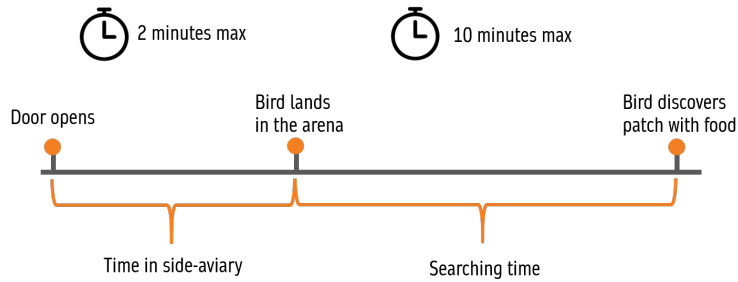 2 minutes max
10 minutes max
Door opens
Bird lands
in the arena
Bird discovers
patch with food
Time in side-aviary
Searching time